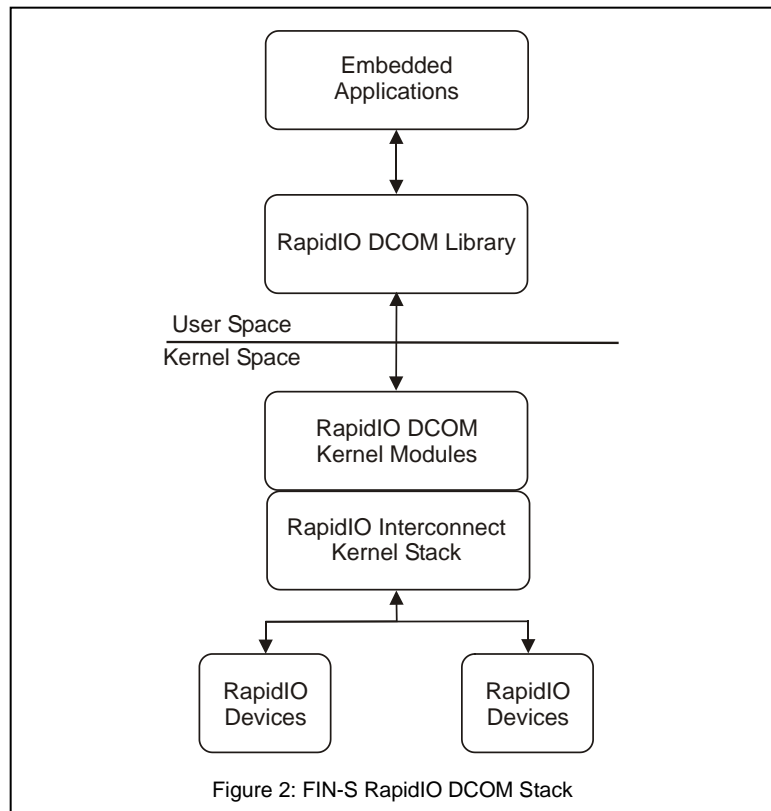 Embedded
Applications
RapidIO DCOM Library
User Space
Kernel Space
RapidIO DCOM
Kernel Modules
RapidIO Interconnect
Kernel Stack
RapidIO
Devices
RapidIO
Devices
Figure 2: FIN-S RapidIO DCOM Stack